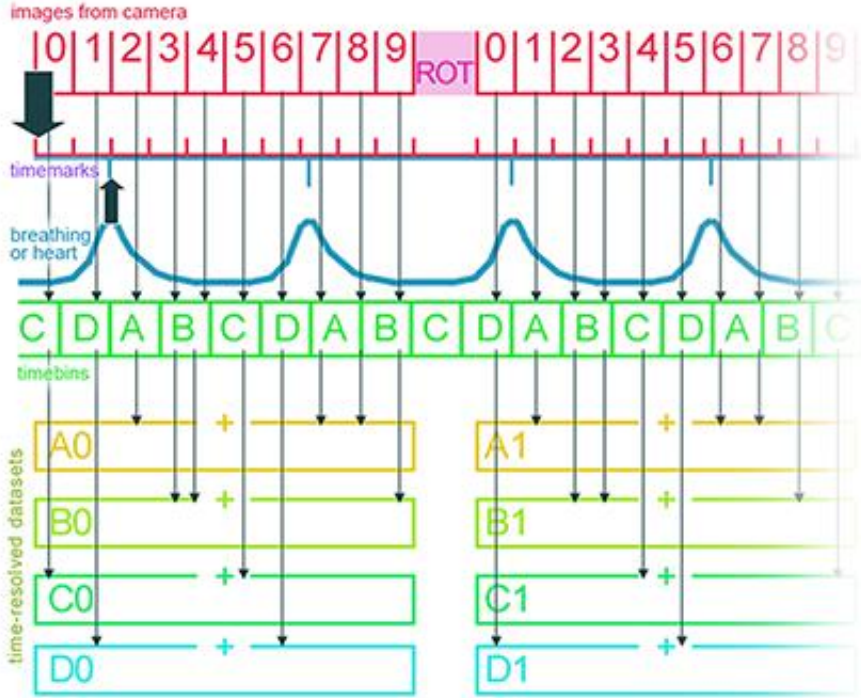 images from camera
0 1 2 3 4 5 6 7 8 9 ROT 0 1 2 3 4 5 6 7 8 9
timemarks
breathing
or heart
C D A B C D A B C D A B C D A B C
timebins
time-resolved datasets
+ +
A0 A1
+ +
B0 B1
+ +
C0 C1
+ +
D0 D1